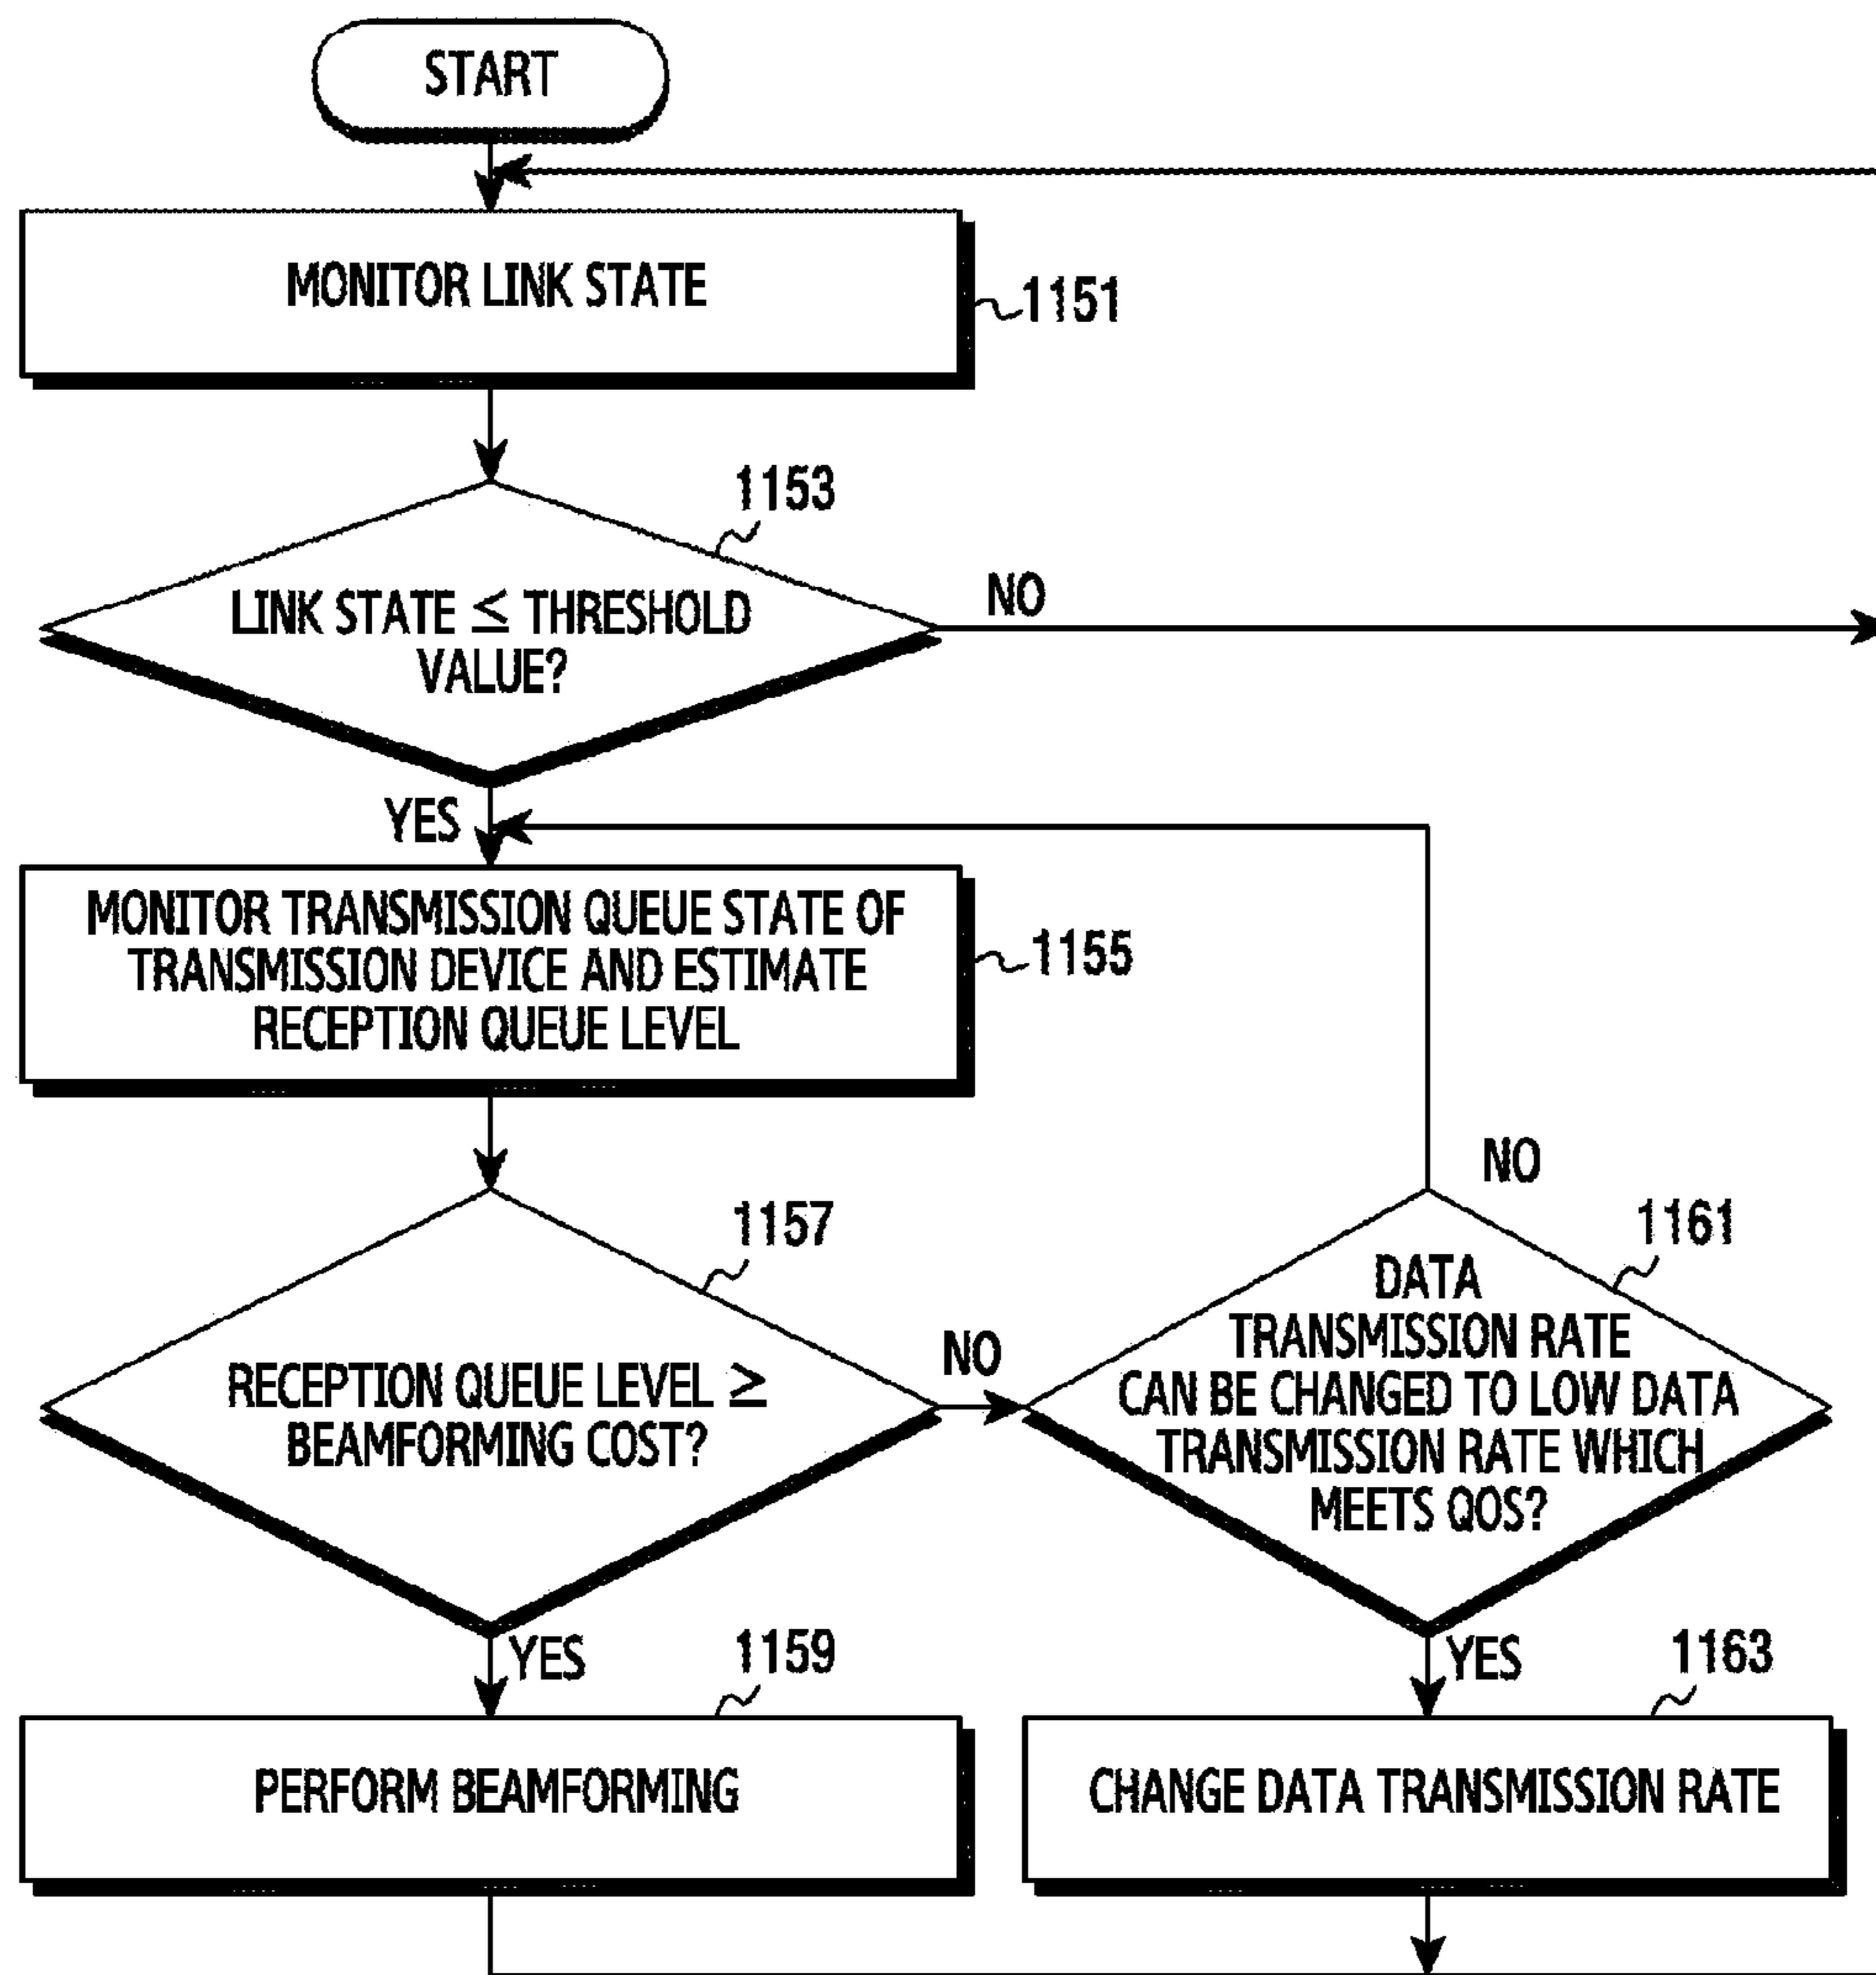 START
MONITOR LINK STATE
1151
1153
LINK STATE ≤ THRESHOLD
VALUE?
NO
YES
MONITOR TRANSMISSION QUEUE STATE OF
TRANSMISSION DEVICE AND ESTIMATE
RECEPTION QUEUE LEVEL
1155
1157
RECEPTION QUEUE LEVEL ≥
BEAMFORMING COST?
NO
NO
1161
DATA
TRANSMISSION RATE
CAN BE CHANGED TO LOW DATA
TRANSMISSION RATE WHICH
MEETS QOS?
YES
1159
PERFORM BEAMFORMING
YES
1163
CHANGE DATA TRANSMISSION RATE